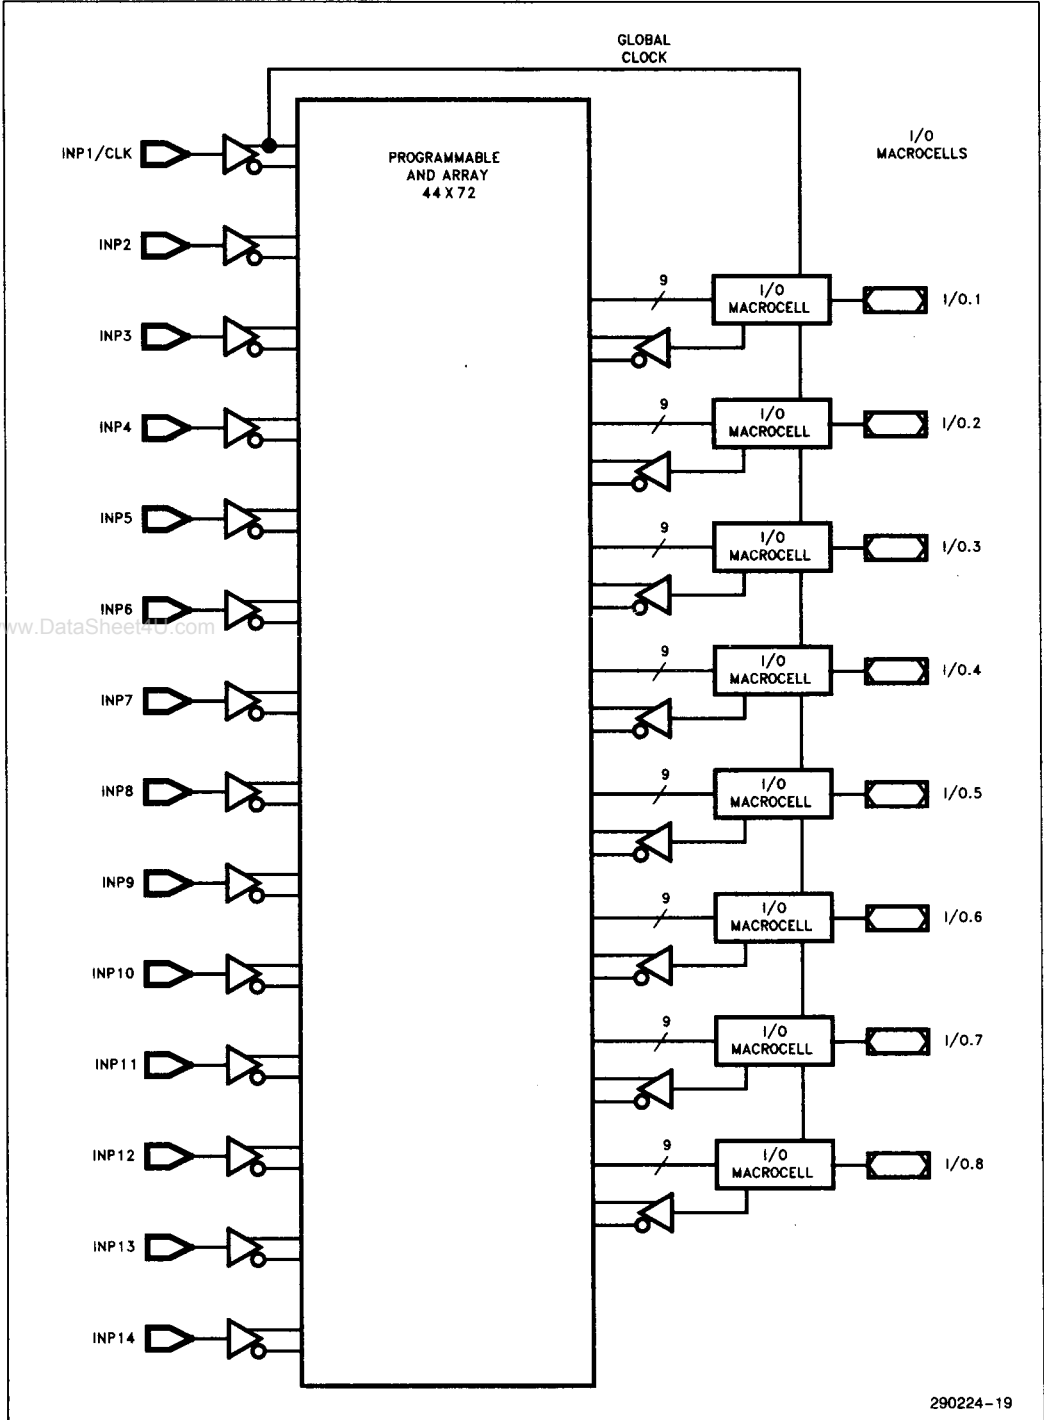 GLOBAL
CLOCK
INP1/CLK
PROGRAMMABLE
AND ARRAY
44X72
I/O
MACROCELLS
INP2
INP3
INP4
INP5
INP6
INP7
INP8
INP9
INP10
INP11
INP12
INP13
INP14
9
I/O
MACROCELL
I/O.1
9
I/O
MACROCELL
I/O.2
9
I/O
MACROCELL
I/O.3
9
I/O
MACROCELL
I/O.4
9
I/O
MACROCELL
I/O.5
9
I/O
MACROCELL
I/O.6
9
I/O
MACROCELL
I/O.7
9
I/O
MACROCELL
I/O.8
www.DataSheet4U.com
290224-19